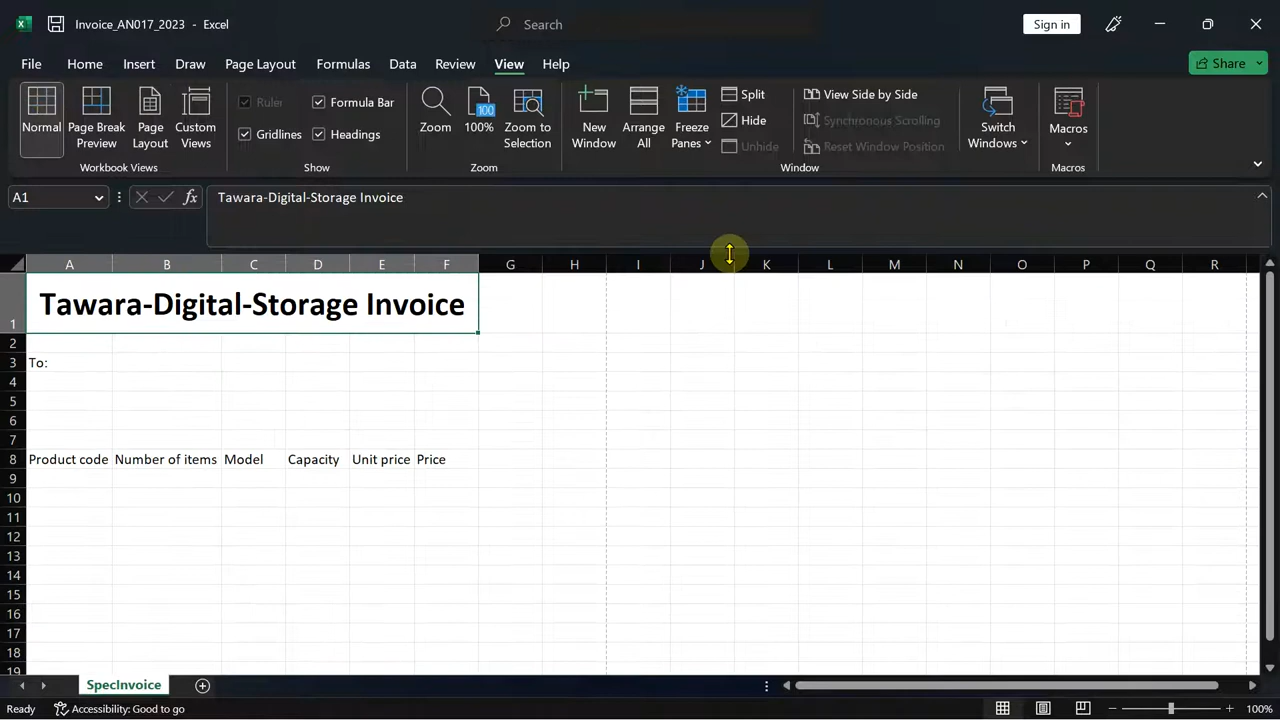 Invoice_AN017_2023 - Excel
Search
Sign in
File Home Insert Draw Page Layout Formulas Data Review View Help
Share
Normal
Page Break Preview
Page Layout
Custom Views
Workbook Views
Ruler
Formula Bar
Gridlines
Headings
Show
Zoom
100
100%
Zoom to Selection
Zoom
New Window
Arrange All
Freeze Panes
Split
Hide
Unhide
View Side by Side
Synchronous Scrolling
Reset Window Position
Window
Switch Windows
Macros
Macros
A1
fx
Tawara-Digital-Storage Invoice
A B C D E F G H I J K L M N O P Q R
1 Tawara-Digital-Storage Invoice
2
3 To:
4
5
6
7
8 Product code Number of items Model Capacity Unit price Price
9
10
11
12
13
14
15
16
17
18
19
SpecInvoice
Ready
Accessibility: Good to go
100%